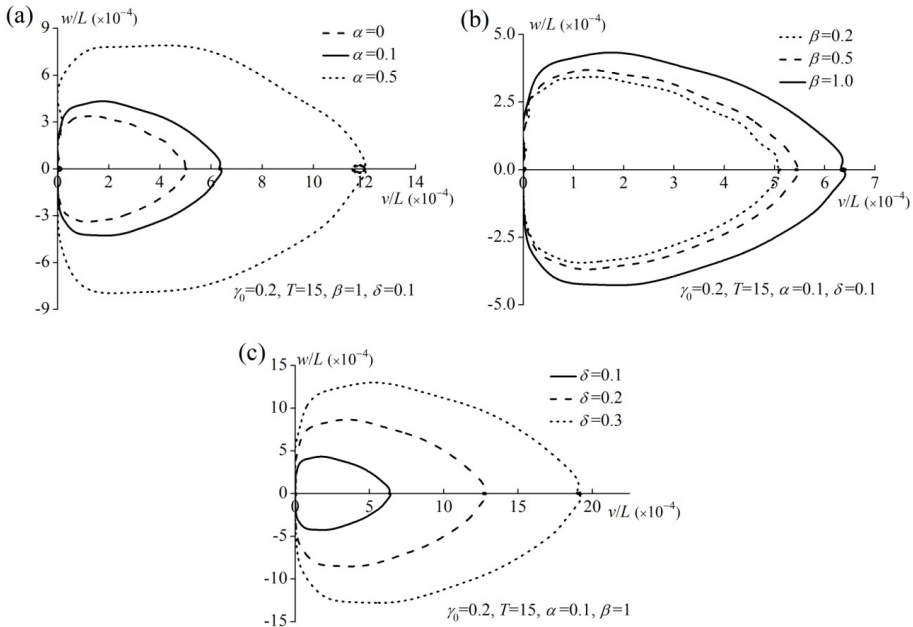 (a)
w/L (×10⁻⁴)
9
6
3
0
-3
-6
-9
0 2 4 6 8 10 12 14
v/L (×10⁻⁴)
α=0
α=0.1
α=0.5
γ₀=0.2, T=15, β=1, δ=0.1
(b)
w/L (×10⁻⁴)
5.0
2.5
0.0
-2.5
-5.0
0 1 2 3 4 5 6 7
v/L (×10⁻⁴)
β=0.2
β=0.5
β=1.0
γ₀=0.2, T=15, α=0.1, δ=0.1
(c)
w/L (×10⁻⁴)
15
10
5
0
-5
-10
-15
0 5 10 15 20
v/L (×10⁻⁴)
δ=0.1
δ=0.2
δ=0.3
γ₀=0.2, T=15, α=0.1, β=1